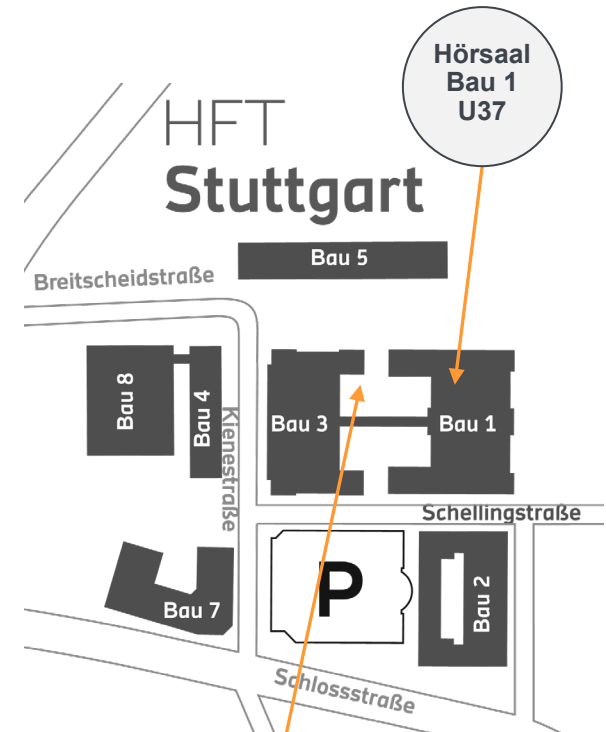 Hörsaal
Bau 1
U37
HFT
Stuttgart
Bau 5
Breitscheidstraße
Bau 8
Bau 4
Kienestraße
Bau 3
Bau 1
Schellingstraße
P
Bau 2
Bau 7
Schlossstraße